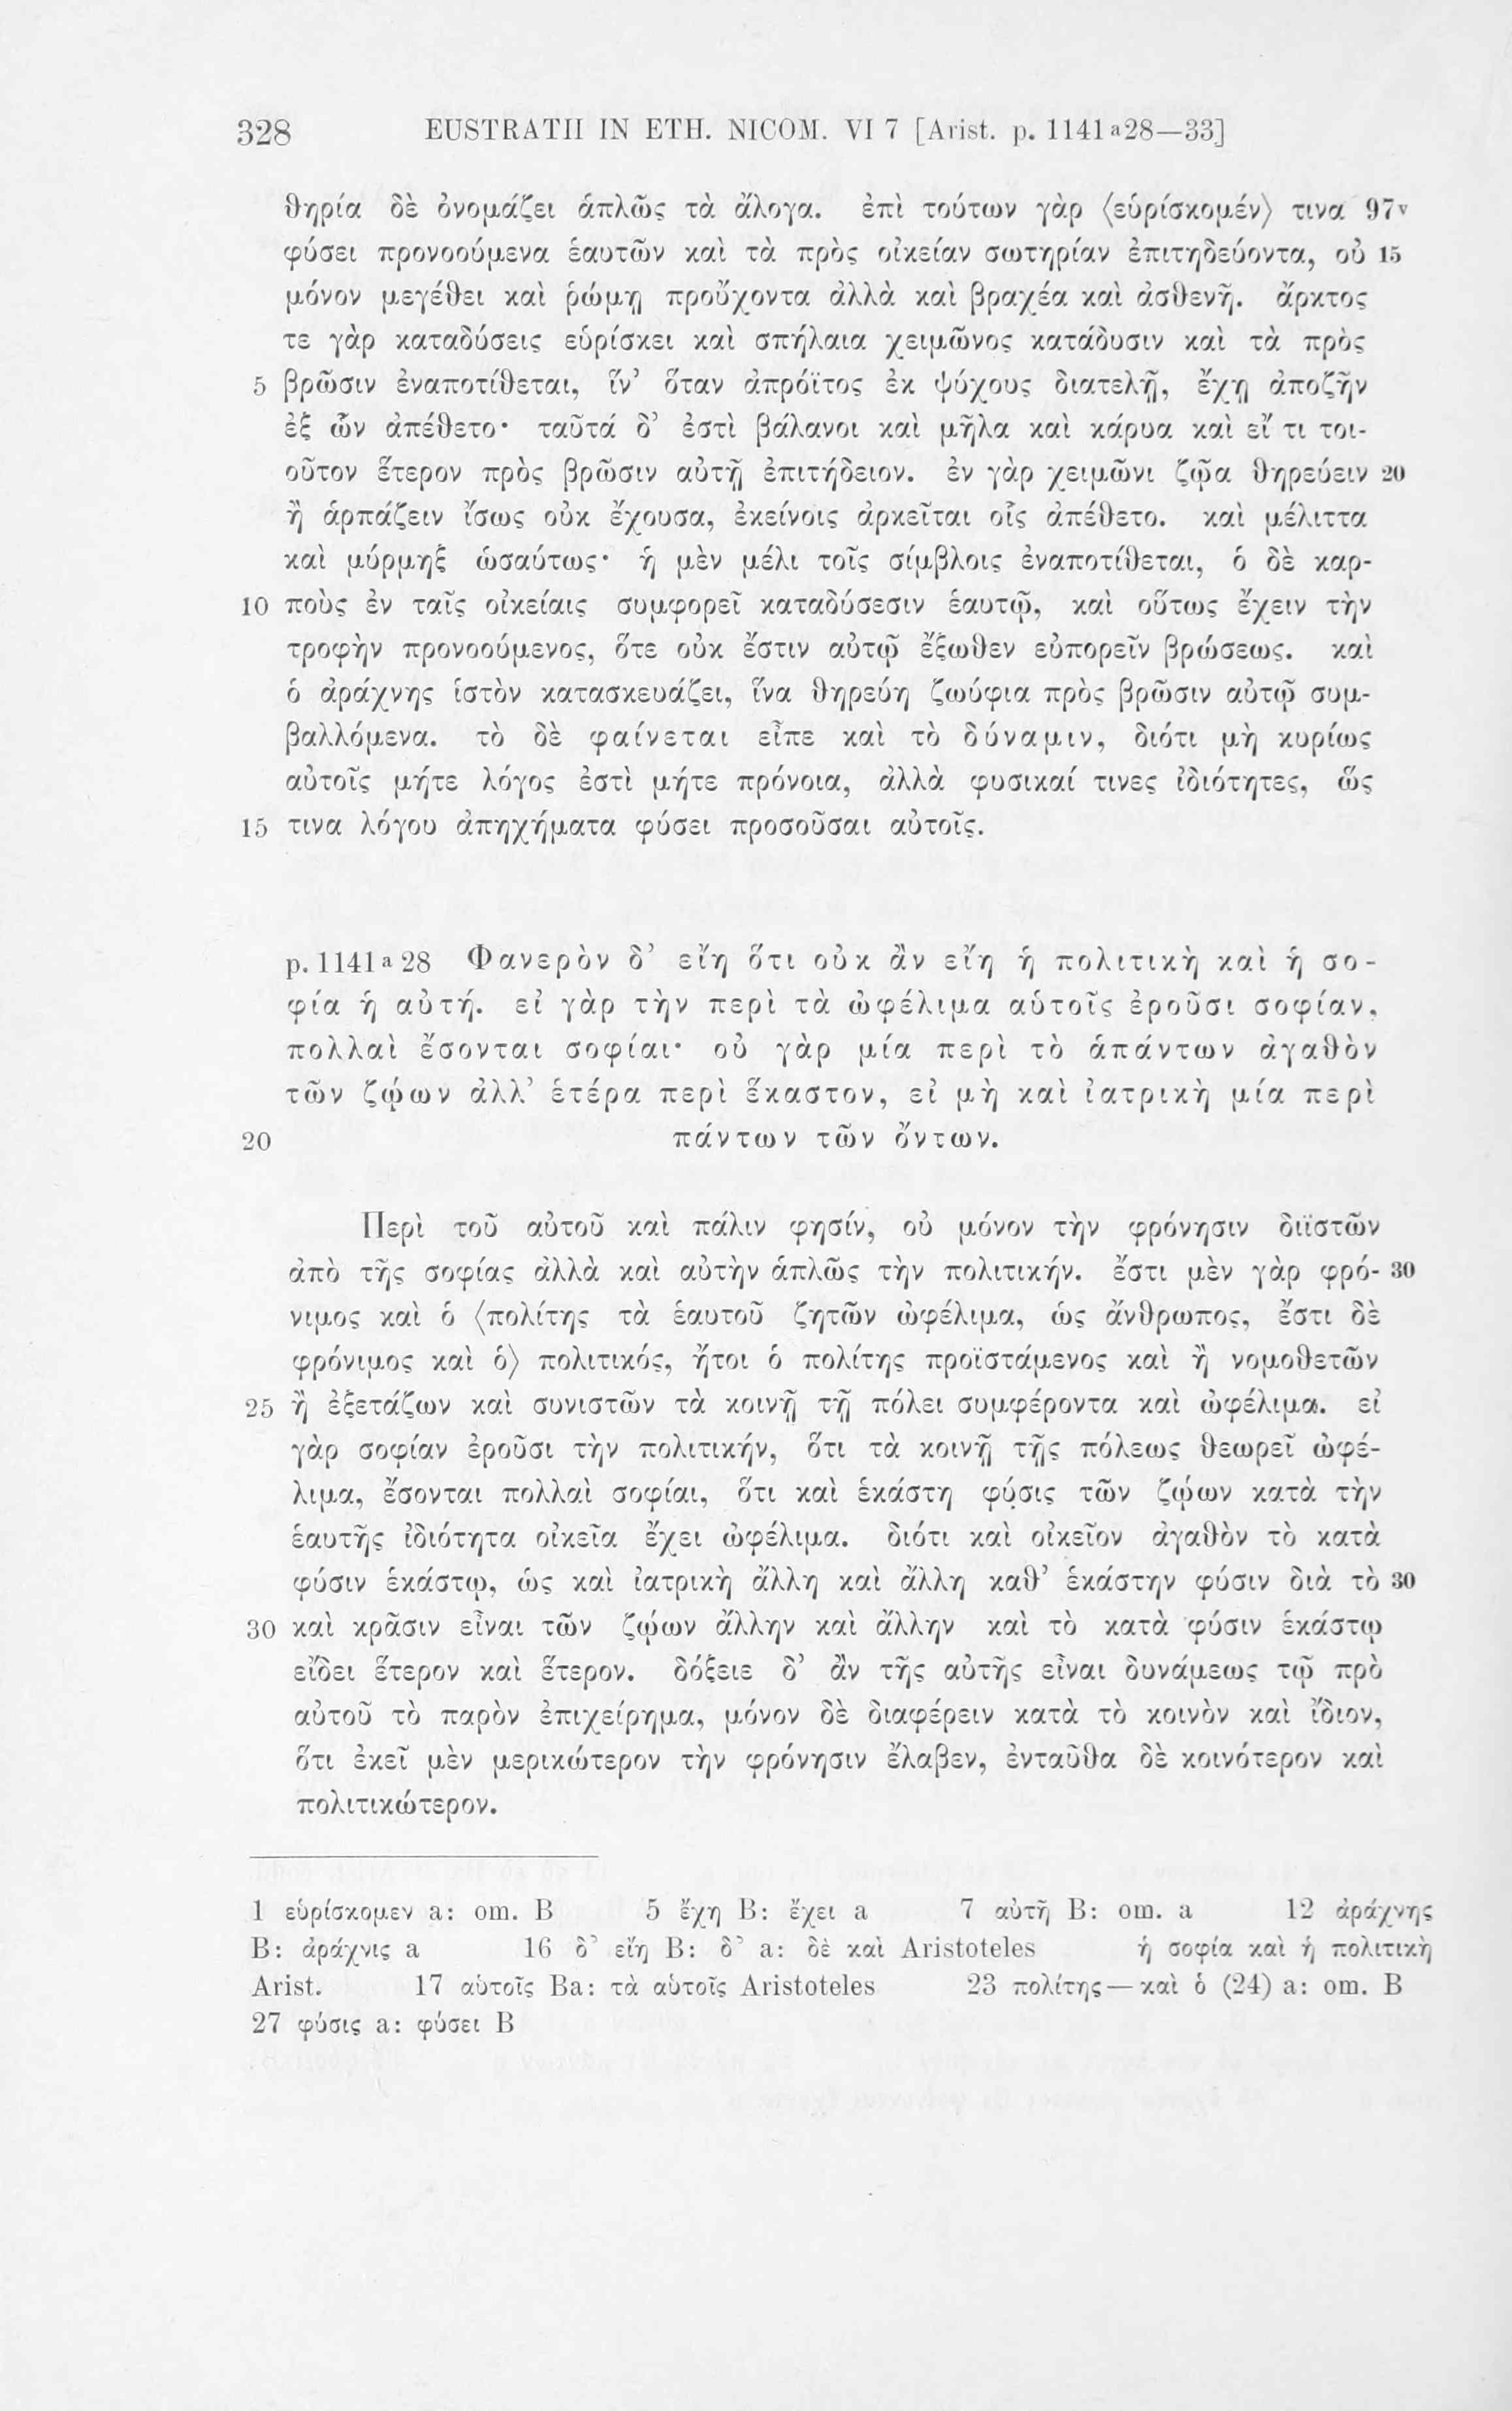 328 EUSTRATII IN ETH. NICOM. VI 7 [Arist. p. 1141a28—33]
θηρία δὲ ὀνομάζει ἁπλῶς τὰ ἄλογα. ἐπὶ τούτων γὰρ ⟨εὑρίσκομέν⟩ τινα 97v
φύσει προνοούμενα ἑαυτῶν καὶ τὰ πρὸς οἰκείαν σωτηρίαν ἐπιτηδεύοντα, οὐ 15
μόνον μεγέθει καὶ ῥώμῃ προὔχοντα ἀλλὰ καὶ βραχέα καὶ ἀσθενῆ. ἄρκτος
τε γὰρ καταδύσεις εὑρίσκει καὶ σπήλαια χειμῶνος κατάδυσιν καὶ τὰ πρὸς
5 βρῶσιν ἐναποτίθεται, ἵν’ ὅταν ἀπρόϊτος ἐκ ψύχους διατελῇ, ἔχῃ ἀποζῆν
ἐξ ὧν ἀπέθετο· ταῦτά δ’ ἐστὶ βάλανοι καὶ μῆλα καὶ κάρυα καὶ εἴ τι τοι-
οῦτον ἕτερον πρὸς βρῶσιν αὐτῇ ἐπιτήδειον. ἐν γὰρ χειμῶνι ζῷα θηρεύειν 20
ἢ ἁρπάζειν ἴσως οὐκ ἔχουσα, ἐκείνοις ἀρκεῖται οἷς ἀπέθετο. καὶ μέλιττα
καὶ μύρμηξ ὡσαύτως· ἡ μὲν μέλι τοῖς σίμβλοις ἐναποτίθεται, ὁ δὲ καρ-
10 ποὺς ἐν ταῖς οἰκείαις συμφορεῖ καταδύσεσιν ἑαυτῷ, καὶ οὕτως ἔχειν τὴν
τροφὴν προνοούμενος, ὅτε οὐκ ἔστιν αὐτῷ ἔξωθεν εὐπορεῖν βρώσεως. καὶ
ὁ ἀράχνης ἱστὸν κατασκευάζει, ἵνα θηρεύη ζωύφια πρὸς βρῶσιν αὐτῷ συμ-
βαλλόμενα. τὸ δὲ φαίνεται εἶπε καὶ τὸ δύναμιν, διότι μὴ κυρίως
αὐτοῖς μήτε λόγος ἐστὶ μήτε πρόνοια, ἀλλὰ φυσικαί τινες ἰδιότητες, ὥς
15 τινα λόγου ἀπηχήματα φύσει προσοῦσαι αὐτοῖς.
p. 1141a28 Φανερὸν δ’ εἴη ὅτι οὐκ ἂν εἴη ἡ πολιτικὴ καὶ ἡ σο-
φία ἡ αὐτή. εἰ γὰρ τὴν περὶ τὰ ὠφέλιμα αὑτοῖς ἐροῦσι σοφίαν,
πολλαὶ ἔσονται σοφίαι· οὐ γὰρ μία περὶ τὸ ἁπάντων ἀγαθὸν
τῶν ζῴων ἀλλ’ ἑτέρα περὶ ἕκαστον, εἰ μὴ καὶ ἰατρικὴ μία περὶ
20 πάντων τῶν ὄντων.
Περὶ τοῦ αὐτοῦ καὶ πάλιν φησίν, οὐ μόνον τὴν φρόνησιν διϊστῶν
ἀπὸ τῆς σοφίας ἀλλὰ καὶ αὐτὴν ἁπλῶς τὴν πολιτικήν. ἔστι μὲν γὰρ φρό- 30
νιμος καὶ ὁ ⟨πολίτης τὰ ἑαυτοῦ ζητῶν ὠφέλιμα, ὡς ἄνθρωπος, ἔστι δὲ
φρόνιμος καὶ ὁ⟩ πολιτικός, ἤτοι ὁ πολίτης προϊστάμενος καὶ ἢ νομοθετῶν
25 ἢ ἐξετάζων καὶ συνιστῶν τὰ κοινῇ τῇ πόλει συμφέροντα καὶ ὠφέλιμα. εἰ
γὰρ σοφίαν ἐροῦσι τὴν πολιτικήν, ὅτι τὰ κοινῇ τῆς πόλεως θεωρεῖ ὠφέ-
λιμα, ἔσονται πολλαὶ σοφίαι, ὅτι καὶ ἑκάστη φύσις τῶν ζῴων κατὰ τὴν
ἑαυτῆς ἰδιότητα οἰκεῖα ἔχει ὠφέλιμα. διότι καὶ οἰκεῖον ἀγαθὸν τὸ κατὰ
φύσιν ἑκάστῳ, ὡς καὶ ἰατρικὴ ἄλλη καὶ ἄλλη καθ’ ἑκάστην φύσιν διὰ τὸ 30
30 καὶ κρᾶσιν εἶναι τῶν ζῴων ἄλλην καὶ ἄλλην καὶ τὸ κατὰ φύσιν ἑκάστῳ
εἴδει ἕτερον καὶ ἕτερον. δόξειε δ’ ἂν τῆς αὐτῆς εἶναι δυνάμεως τῷ πρὸ
αὐτοῦ τὸ παρὸν ἐπιχείρημα, μόνον δὲ διαφέρειν κατὰ τὸ κοινὸν καὶ ἴδιον,
ὅτι ἐκεῖ μὲν μερικώτερον τὴν φρόνησιν ἔλαβεν, ἐνταῦθα δὲ κοινότερον καὶ
πολιτικώτερον.
1 εὑρίσκομεν a: om. B 5 ἔχη B: ἔχει a 7 αὐτῆ B: om. a 12 ἀράχνης
B: ἀράχνις a 16 δ’ εἴη B: δ’ a: δὲ καὶ Aristoteles ἡ σοφία καὶ ἡ πολιτικὴ
Arist. 17 αὑτοῖς Ba: τὰ αὑτοῖς Aristoteles 23 πολίτης—καὶ ὁ (24) a: om. B
27 φύσις a: φύσει B